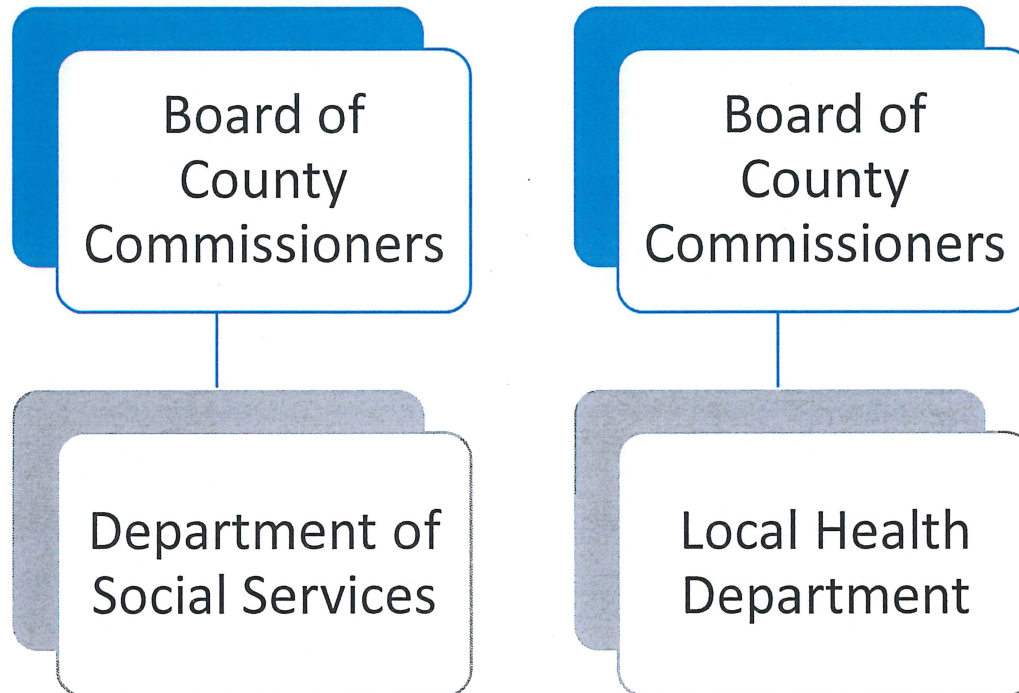 Board of
County
Commissioners
Department of
Social Services
Board of
County
Commissioners
Local Health
Department